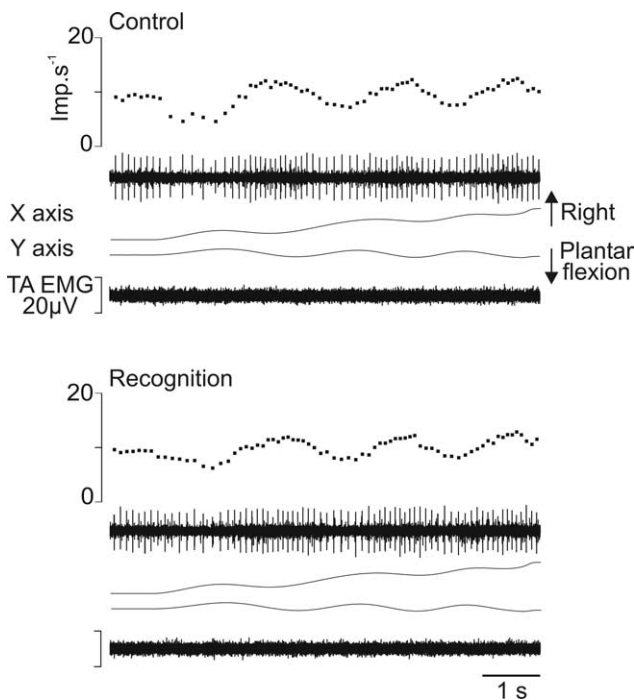 Control
20
Imp.s⁻¹
0
X axis
Right
Y axis
Plantar
flexion
TA EMG
20µV
Recognition
20
0
1 s